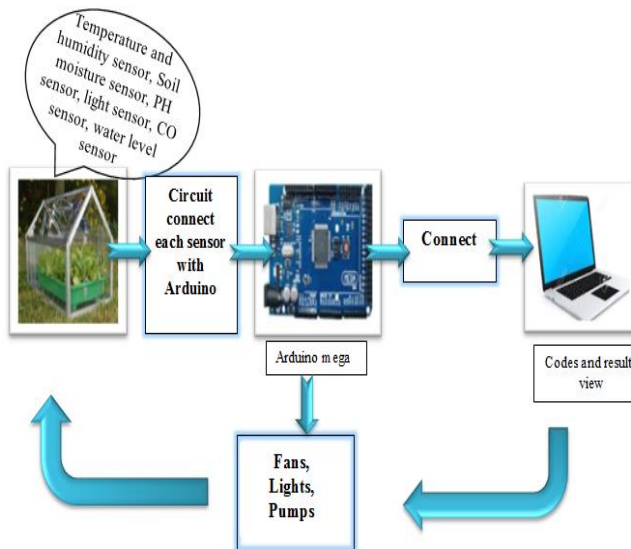 Temperature and
humidity sensor, Soil
moisture sensor, PH
sensor, light sensor, CO
sensor, water level
sensor
Circuit
connect
each sensor
with
Arduino
Connect
Arduino mega
Codes and result
view
Fans,
Lights,
Pumps